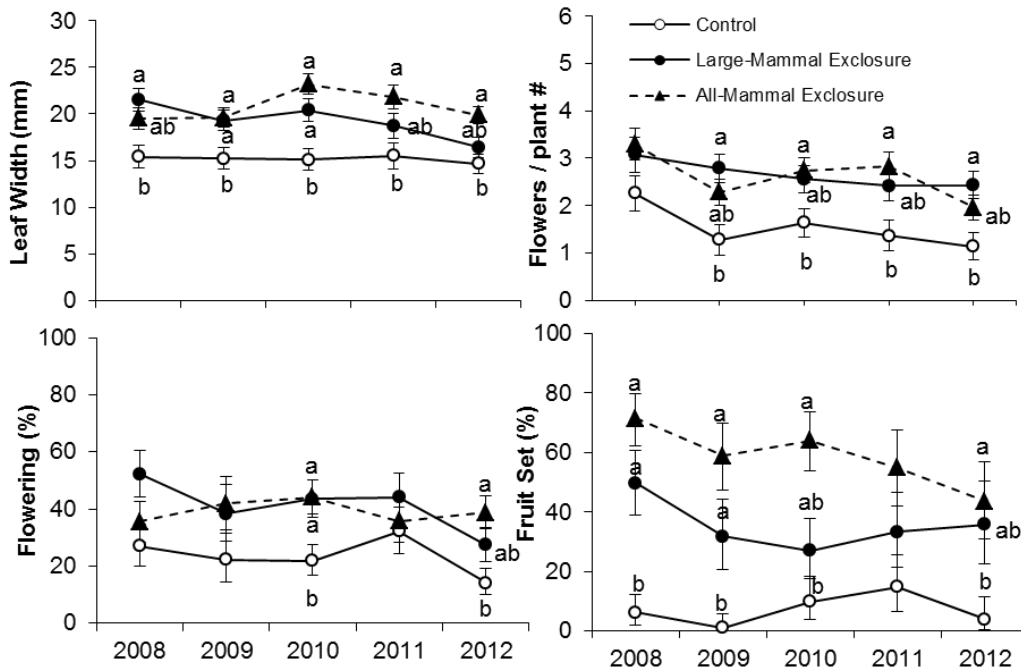 Leaf Width (mm)
30
25
20
15
10
5
0
a
a
a
a
a
ab
a
a
ab
ab
b
b
b
b
b
Flowers / plant #
6
5
4
3
2
1
0
Control
Large-Mammal Exclosure
All-Mammal Exclosure
a
a
a
a
ab
ab
ab
ab
b
b
b
b
Flowering (%)
100
80
60
40
20
0
a
a
a
ab
b
b
2008
2009
2010
2011
2012
Fruit Set (%)
100
80
60
40
20
0
a
a
a
a
a
a
ab
ab
b
b
b
b
2008
2009
2010
2011
2012